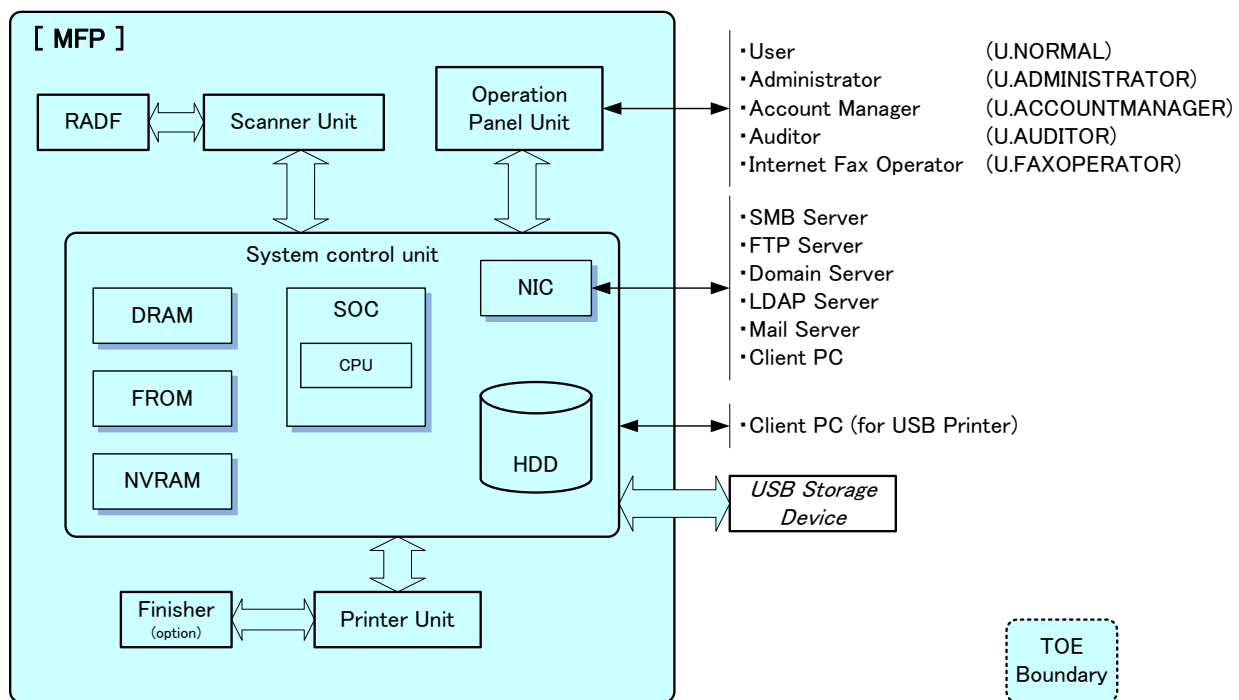 [ MFP ]
RADF
Scanner Unit
Operation
Panel Unit
・User (U.NORMAL)
・Administrator (U.ADMINISTRATOR)
・Account Manager (U.ACCOUNTMANAGER)
・Auditor (U.AUDITOR)
・Internet Fax Operator (U.FAXOPERATOR)
System control unit
DRAM
FROM
NVRAM
SOC
CPU
NIC
HDD
・SMB Server
・FTP Server
・Domain Server
・LDAP Server
・Mail Server
・Client PC
・Client PC (for USB Printer)
USB Storage
Device
Finisher
(option)
Printer Unit
TOE
Boundary